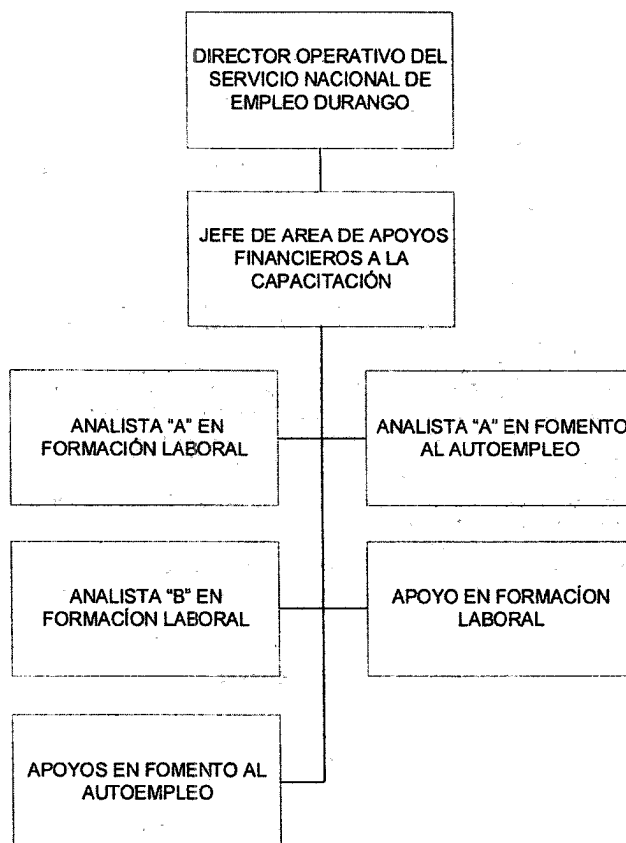 DIRECTOR OPERATIVO DEL
SERVICIO NACIONAL DE
EMPLEO DURANGO
JEFE DE AREA DE APOYOS
FINANCIEROS A LA
CAPACITACIÓN
ANALISTA "A" EN
FORMACIÓN LABORAL
ANALISTA "A" EN FOMENTO
AL AUTOEMPLEO
ANALISTA "B" EN
FORMACÍON LABORAL
APOYO EN FORMACÍON
LABORAL
APOYOS EN FOMENTO AL
AUTOEMPLEO